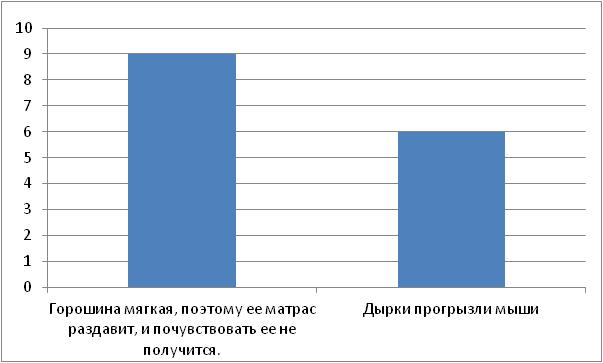 10
9
8
7
6
5
4
3
2
1
0
Горошина мягкая, поэтому ее матрас
раздавит, и почувствовать ее не
получится.
Дырки прогрызли мыши